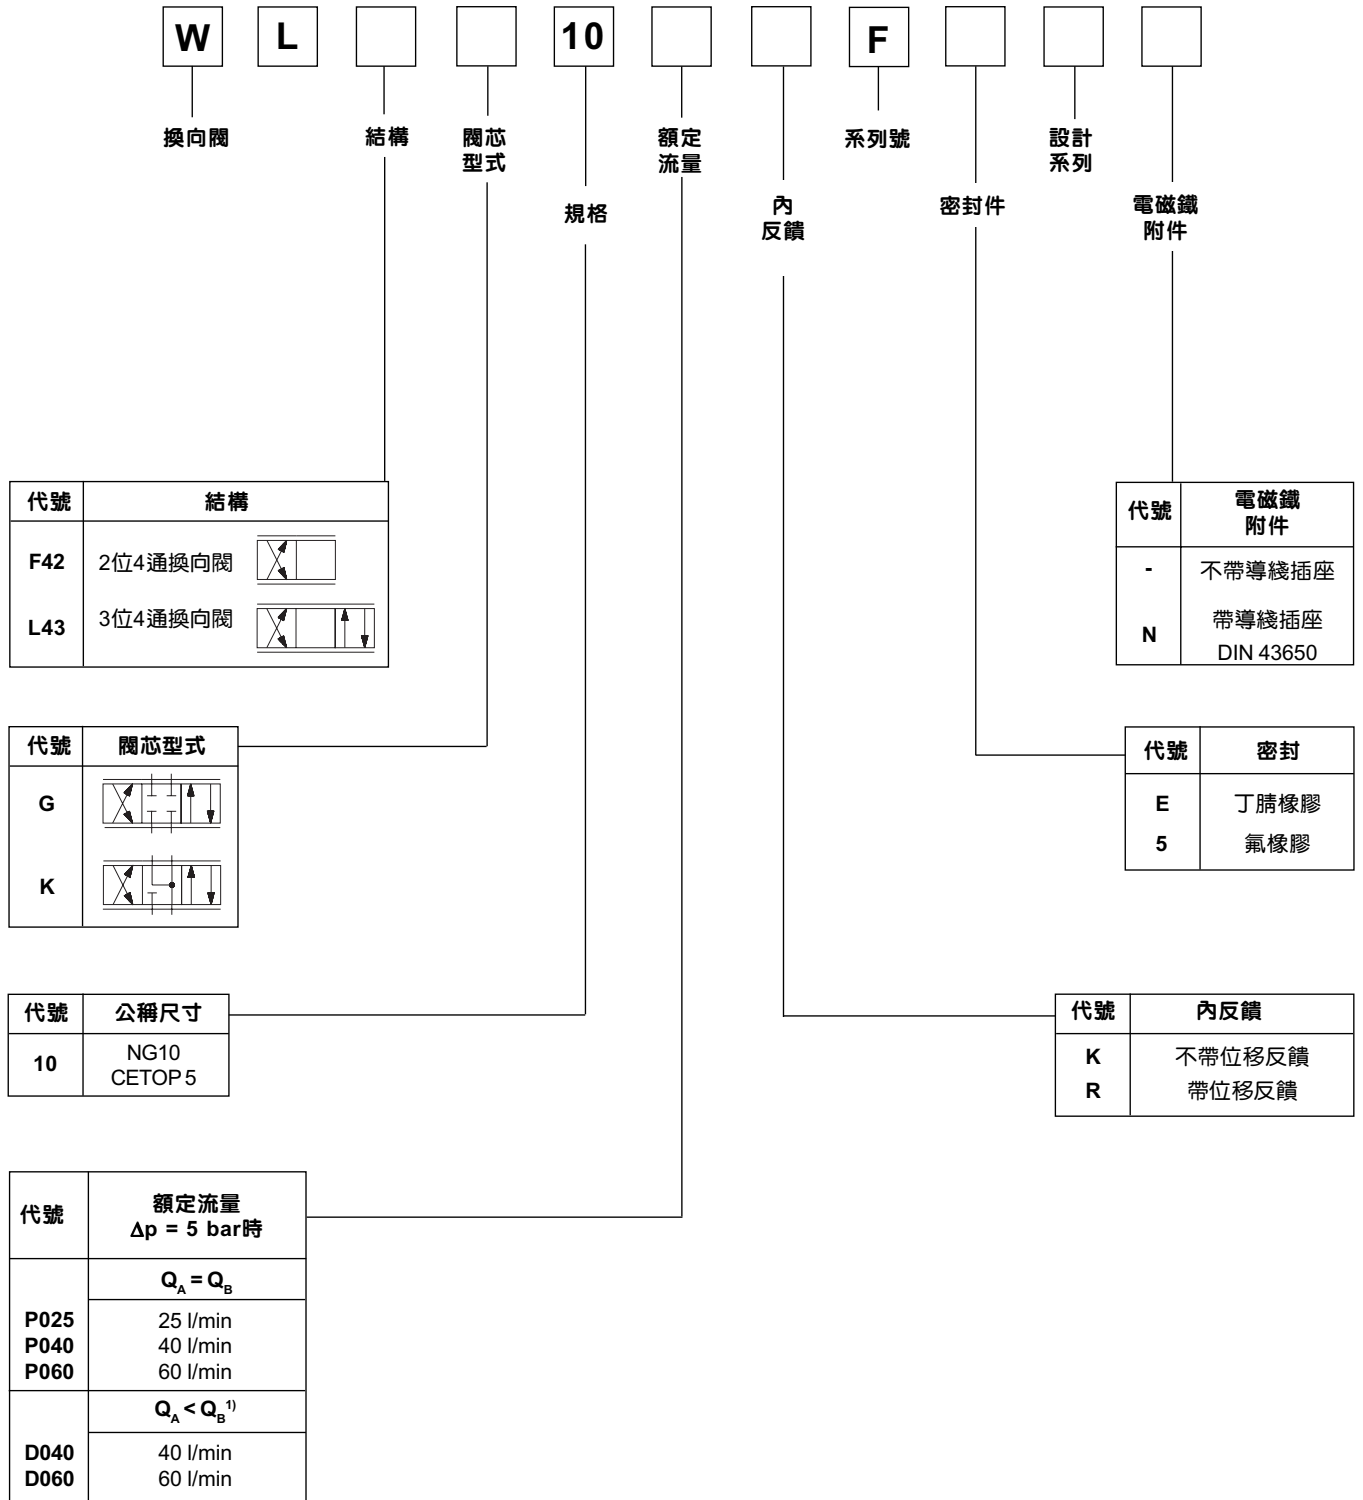 W L 10 F
換向閥
結構
閥芯
型式
規格
額定
流量
內
反饋
系列號
密封件
設計
系列
電磁鐵
附件
代號 結構
F42 2位4通換向閥
L43 3位4通換向閥
代號 電磁鐵
附件
- 不帶導綫插座
N 帶導綫插座
DIN 43650
代號 閥芯型式
G
K
代號 密封
E 丁腈橡膠
5 氟橡膠
代號 公稱尺寸
10 NG10
CETOP 5
代號 內反饋
K 不帶位移反饋
R 帶位移反饋
代號 額定流量
Δp = 5 bar時
Q_A = Q_B
P025 25 l/min
P040 40 l/min
P060 60 l/min
Q_A < Q_B 1)
D040 40 l/min
D060 60 l/min